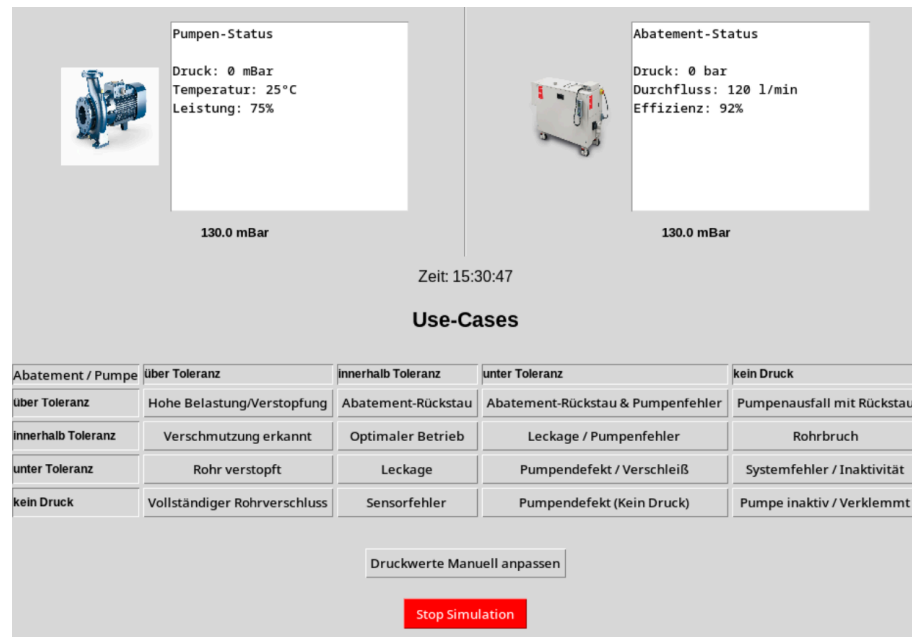 Pumpen-Status
Druck: 0 mBar
Temperatur: 25°C
Leistung: 75%
130.0 mBar
Abatement-Status
Druck: 0 bar
Durchfluss: 120 l/min
Effizienz: 92%
130.0 mBar
Zeit: 15:30:47
Use-Cases
Abatement / Pumpe über Toleranz innerhalb Toleranz unter Toleranz kein Druck
über Toleranz Hohe Belastung/Verstopfung Abatement-Rückstau Abatement-Rückstau & Pumpenfehler Pumpenausfall mit Rückstau
innerhalb Toleranz Verschmutzung erkannt Optimaler Betrieb Leckage / Pumpenfehler Rohrbruch
unter Toleranz Rohr verstopft Leckage Pumpendefekt / Verschleiß Systemfehler / Inaktivität
kein Druck Vollständiger Rohrverschluss Sensorfehler Pumpendefekt (Kein Druck) Pumpe inaktiv / Verklemmt
Druckwerte Manuell anpassen
Stop Simulation